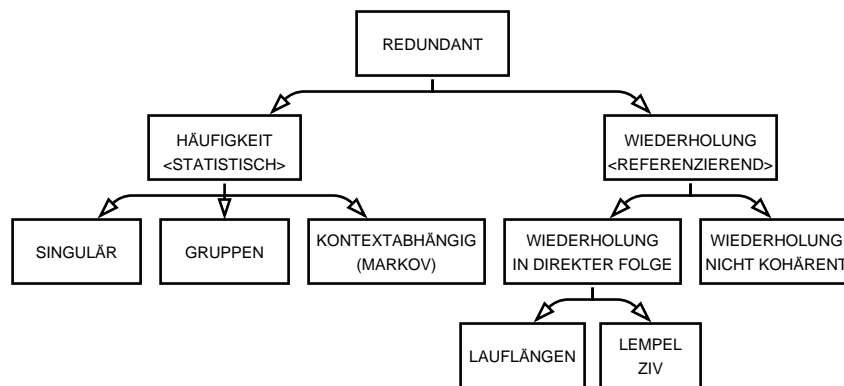 REDUNDANT
HÄUFIGKEIT
<STATISTISCH>
WIEDERHOLUNG
<REFERENZIEREND>
SINGULÄR
GRUPPEN
KONTEXTABHÄNGIG
(MARKOV)
WIEDERHOLUNG
IN DIREKTER FOLGE
WIEDERHOLUNG
NICHT KOHÄRENT
LAUFLÄNGEN
LEMPEL
ZIV